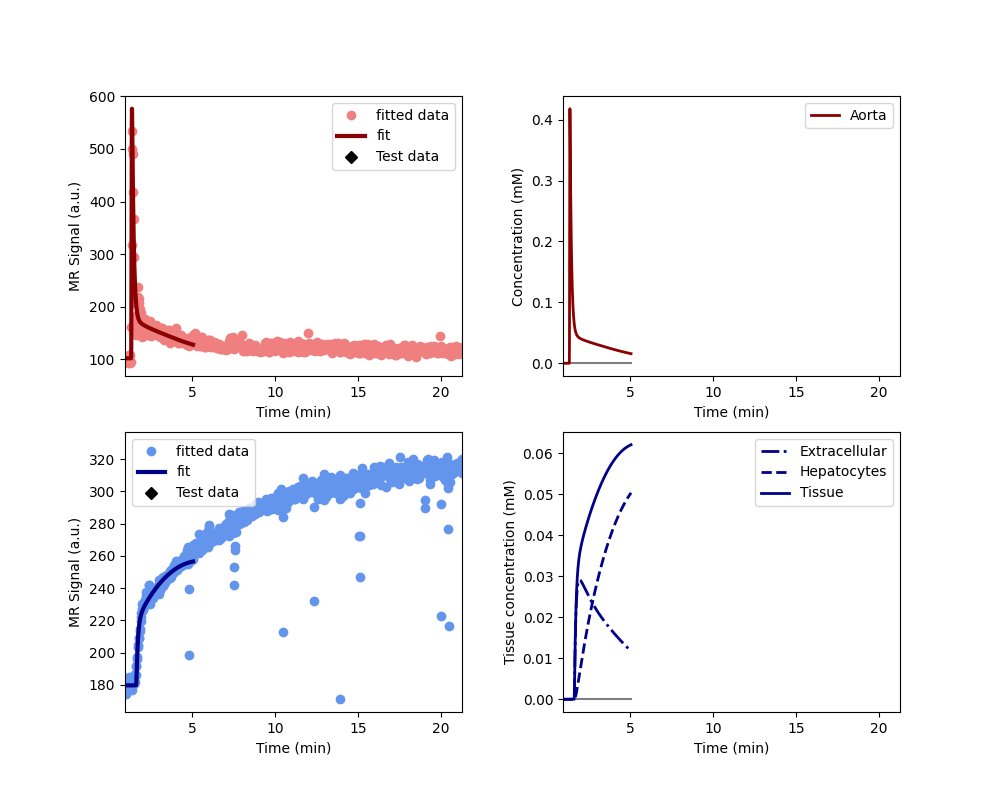 600
500
400
300
200
100
MR Signal (a.u.)
fitted data
fit
Test data
5
10
15
20
Time (min)
0.4
0.3
0.2
0.1
0.0
Concentration (mM)
Aorta
5
10
15
20
Time (min)
320
300
280
260
240
220
200
180
MR Signal (a.u.)
fitted data
fit
Test data
5
10
15
20
Time (min)
0.06
0.05
0.04
0.03
0.02
0.01
0.00
Tissue concentration (mM)
Extracellular
Hepatocytes
Tissue
5
10
15
20
Time (min)